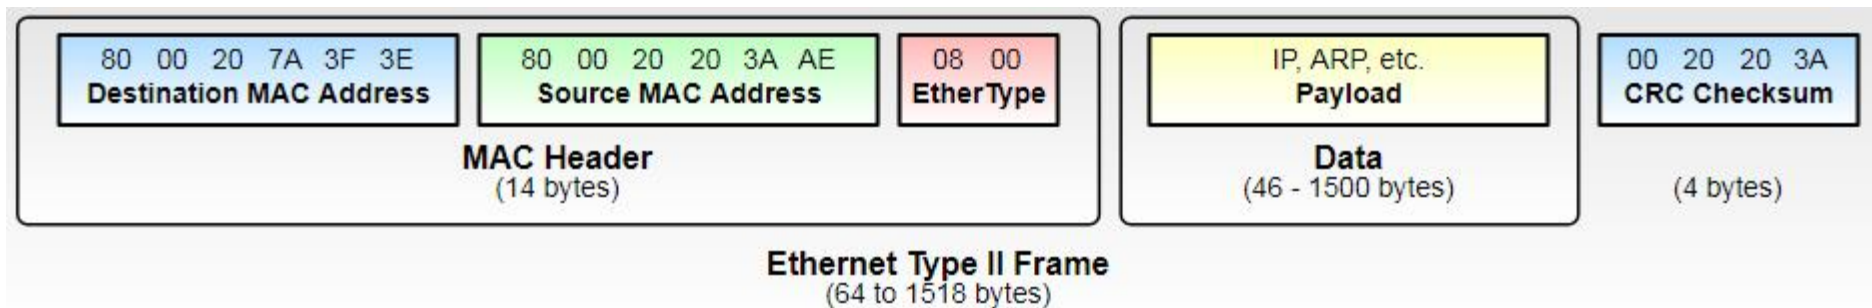 80 00 20 7A 3F 3E
Destination MAC Address
80 00 20 20 3A AE
Source MAC Address
08 00
EtherType
MAC Header
(14 bytes)
IP, ARP, etc.
Payload
Data
(46 - 1500 bytes)
00 20 20 3A
CRC Checksum
(4 bytes)
Ethernet Type II Frame
(64 to 1518 bytes)